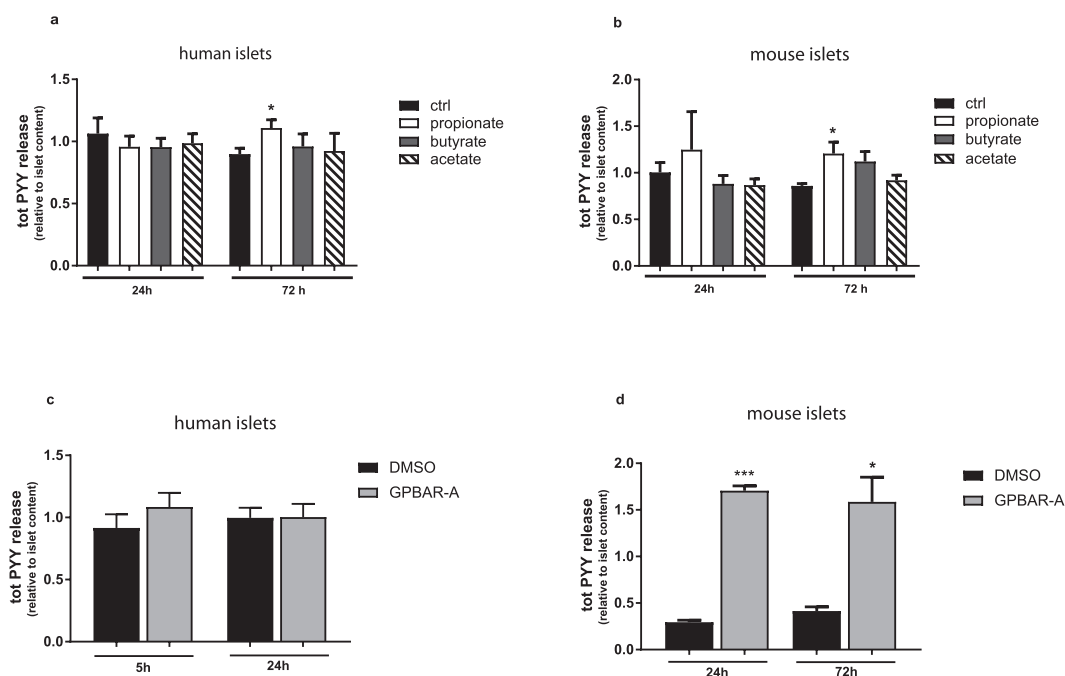 a
human islets
tot PYY release
(relative to islet content)
1.5
1.0
0.5
0.0
*
24h
72 h
ctrl
propionate
butyrate
acetate
b
mouse islets
tot PYY release
(relative to islet content)
2.0
1.5
1.0
0.5
0.0
*
24h
72 h
ctrl
propionate
butyrate
acetate
c
human islets
tot PYY release
(relative to islet content)
1.5
1.0
0.5
0.0
5h
24h
DMSO
GPBAR-A
d
mouse islets
tot PYY release
(relative to islet content)
2.0
1.5
1.0
0.5
0.0
***
*
24h
72h
DMSO
GPBAR-A